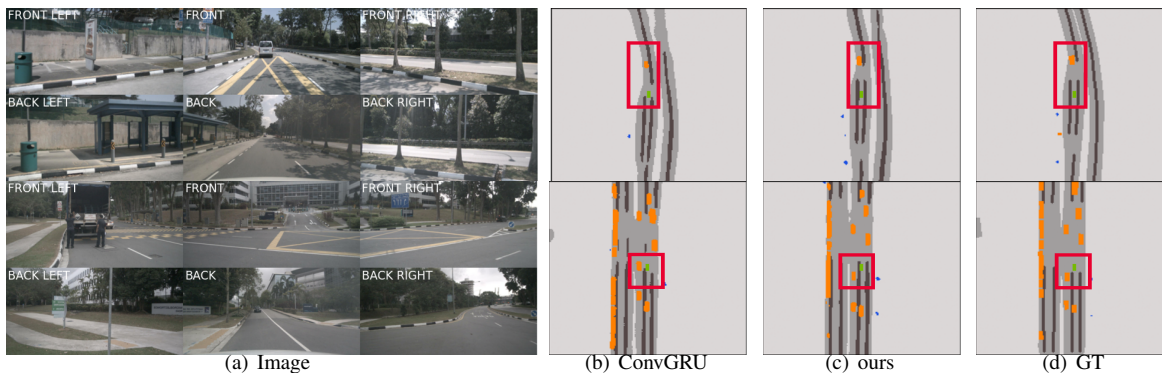 FRONT LEFT FRONT FRONT RIGHT
BACK LEFT BACK BACK RIGHT
FRONT LEFT FRONT FRONT RIGHT
BACK LEFT BACK BACK RIGHT
(a) Image (b) ConvGRU (c) ours (d) GT